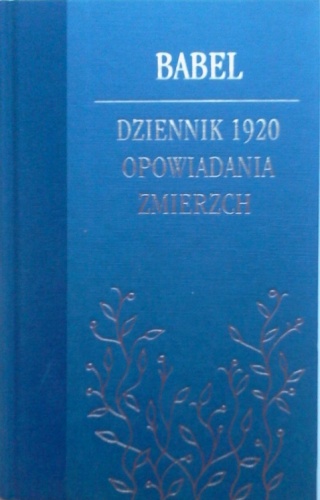 BABEL
DZIENNIK 1920
OPOWIADANIA
ZMIERZCH